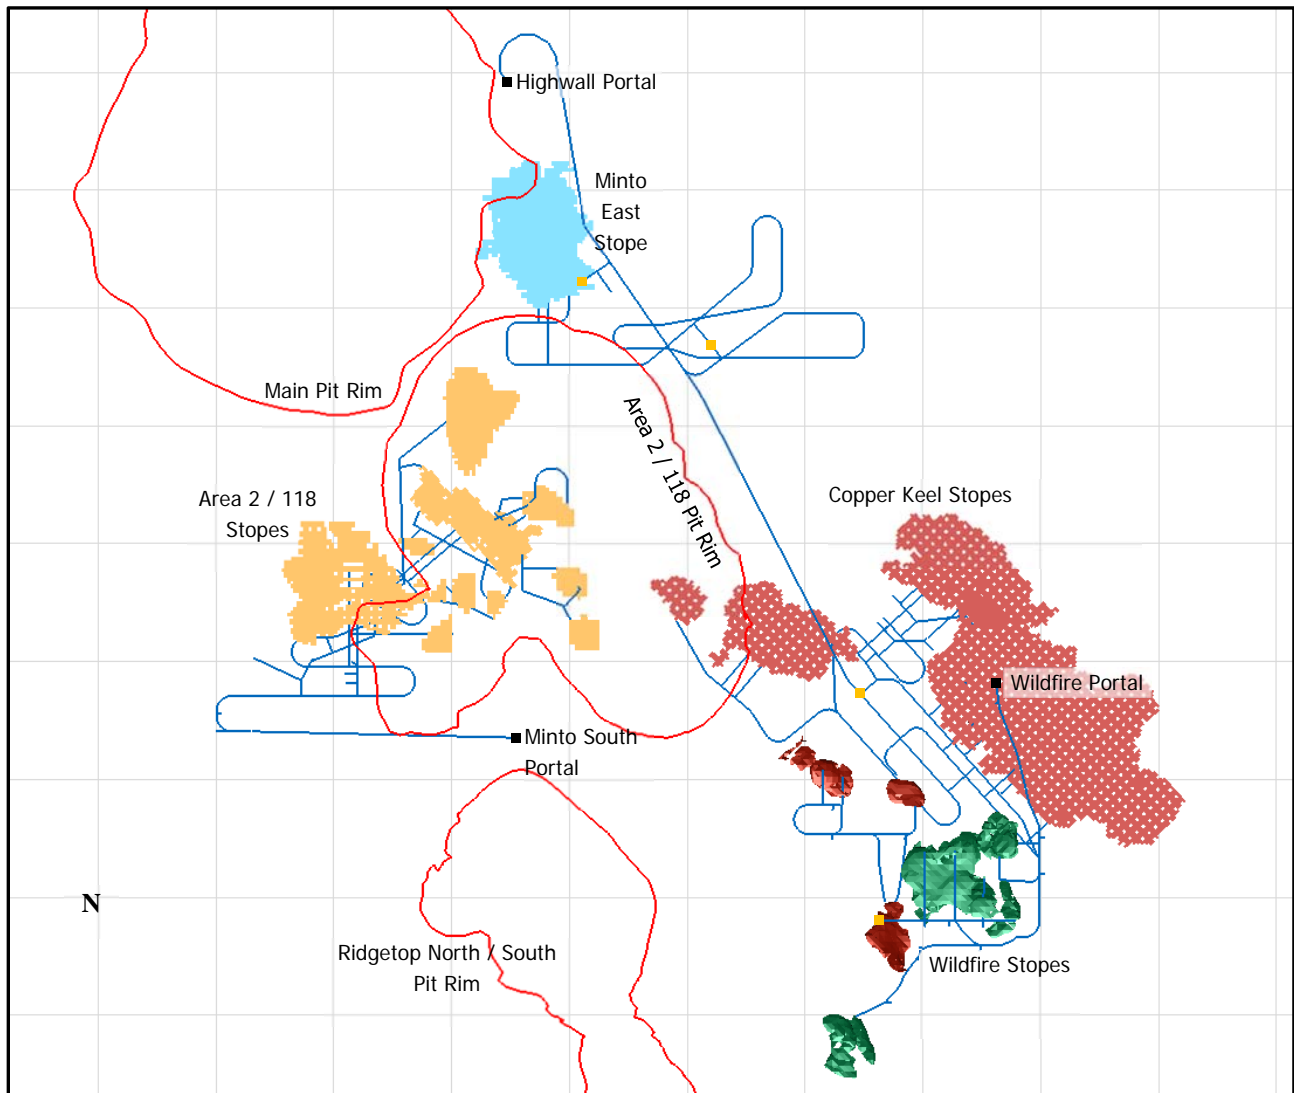 Highwall Portal
Minto
East
Stope
Main Pit Rim
Area 2 / 118 Pit Rim
Area 2 / 118
Stopes
Copper Keel Stopes
Wildfire Portal
Minto South
Portal
N
Ridgetop North / South
Pit Rim
Wildfire Stopes